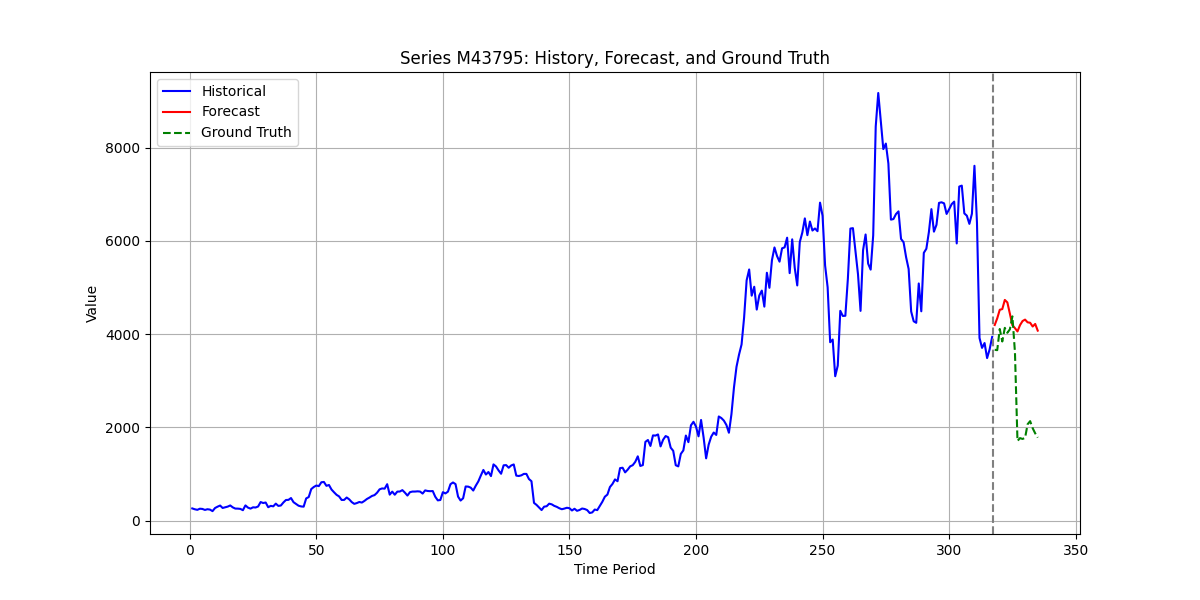 Series M43795: History, Forecast, and Ground Truth
Historical
Forecast
Ground Truth
8000
6000
4000
2000
0
Value
0 50 100 150 200 250 300 350
Time Period